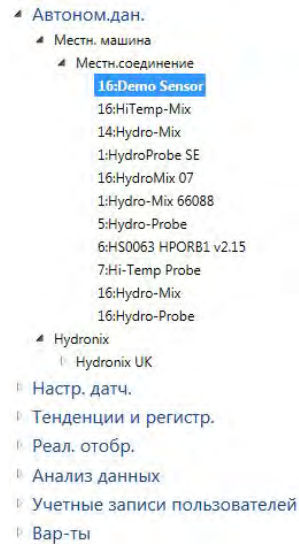 Автоном.дан.
Местн. машина
Местн.соединение
16:Demo Sensor
16:HiTemp-Mix
14:Hydro-Mix
1:HydroProbe SE
16:HydroMix 07
1:Hydro-Mix 66088
5:Hydro-Probe
6:HS0063 HPORB1 v2.15
7:Hi-Temp Probe
16:Hydro-Mix
16:Hydro-Probe
Hydronix
Hydronix UK
Настр. датч.
Тенденции и регистр.
Реал. отобр.
Анализ данных
Учетные записи пользователей
Вар-ты